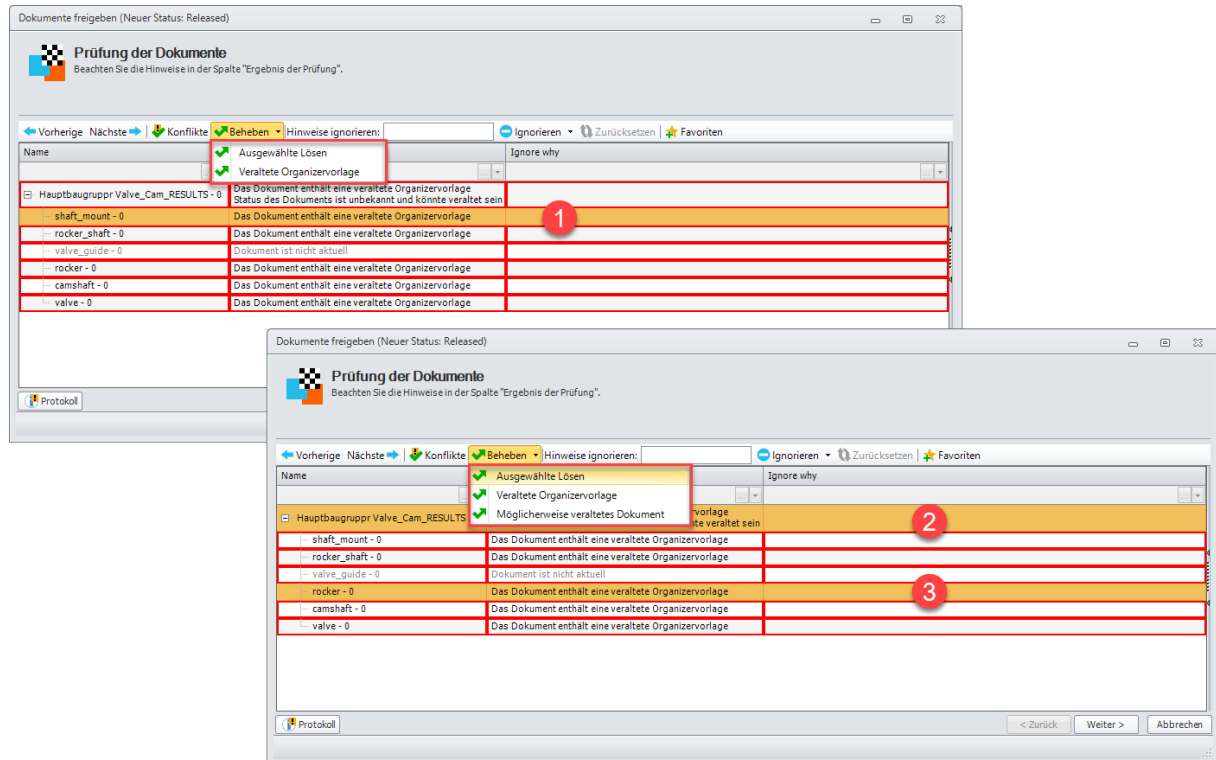 Dokumente freigeben (Neuer Status: Released)
Prüfung der Dokumente
Beachten Sie die Hinweise in der Spalte "Ergebnis der Prüfung".
Vorherige Nächste Konflikte Beheben Hinweise ignorieren: Ignorieren Zurücksetzen Favoriten
Name Ignore why
Ausgewählte Lösen
Veraltete Organizervorlage
Hauptbaugruppr Valve_Cam_RESULTS - 0 Das Dokument enthält eine veraltete Organizervorlage
Status des Dokuments ist unbekannt und könnte veraltet sein
shaft_mount - 0 Das Dokument enthält eine veraltete Organizervorlage 1
rocker_shaft - 0 Das Dokument enthält eine veraltete Organizervorlage
valve_guide - 0 Dokument ist nicht aktuell
rocker - 0 Das Dokument enthält eine veraltete Organizervorlage
camshaft - 0 Das Dokument enthält eine veraltete Organizervorlage
valve - 0 Das Dokument enthält eine veraltete Organizervorlage
Protokoll
Dokumente freigeben (Neuer Status: Released)
Prüfung der Dokumente
Beachten Sie die Hinweise in der Spalte "Ergebnis der Prüfung".
Vorherige Nächste Konflikte Beheben Hinweise ignorieren: Ignorieren Zurücksetzen Favoriten
Name Ignore why
Ausgewählte Lösen
Veraltete Organizervorlage
Möglicherweise veraltetes Dokument
Hauptbaugruppr Valve_Cam_RESULTS vorlage 2
veraltet sein
shaft_mount - 0 Das Dokument enthält eine veraltete Organizervorlage
rocker_shaft - 0 Das Dokument enthält eine veraltete Organizervorlage
valve_guide - 0 Dokument ist nicht aktuell
rocker - 0 Das Dokument enthält eine veraltete Organizervorlage 3
camshaft - 0 Das Dokument enthält eine veraltete Organizervorlage
valve - 0 Das Dokument enthält eine veraltete Organizervorlage
Protokoll < Zurück Weiter > Abbrechen